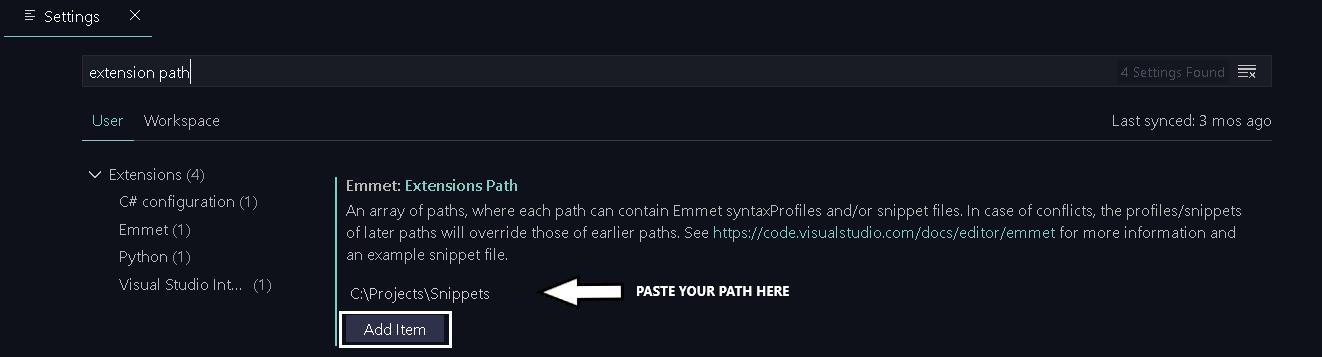 Settings
extension path
4 Settings Found
User Workspace Last synced: 3 mos ago
Extensions (4)
C# configuration (1)
Emmet (1)
Python (1)
Visual Studio Int... (1)
Emmet: Extensions Path
An array of paths, where each path can contain Emmet syntaxProfiles and/or snippet files. In case of conflicts, the profiles/snippets
of later paths will override those of earlier paths. See https://code.visualstudio.com/docs/editor/emmet for more information and
an example snippet file.
C:\Projects\Snippets
PASTE YOUR PATH HERE
Add Item